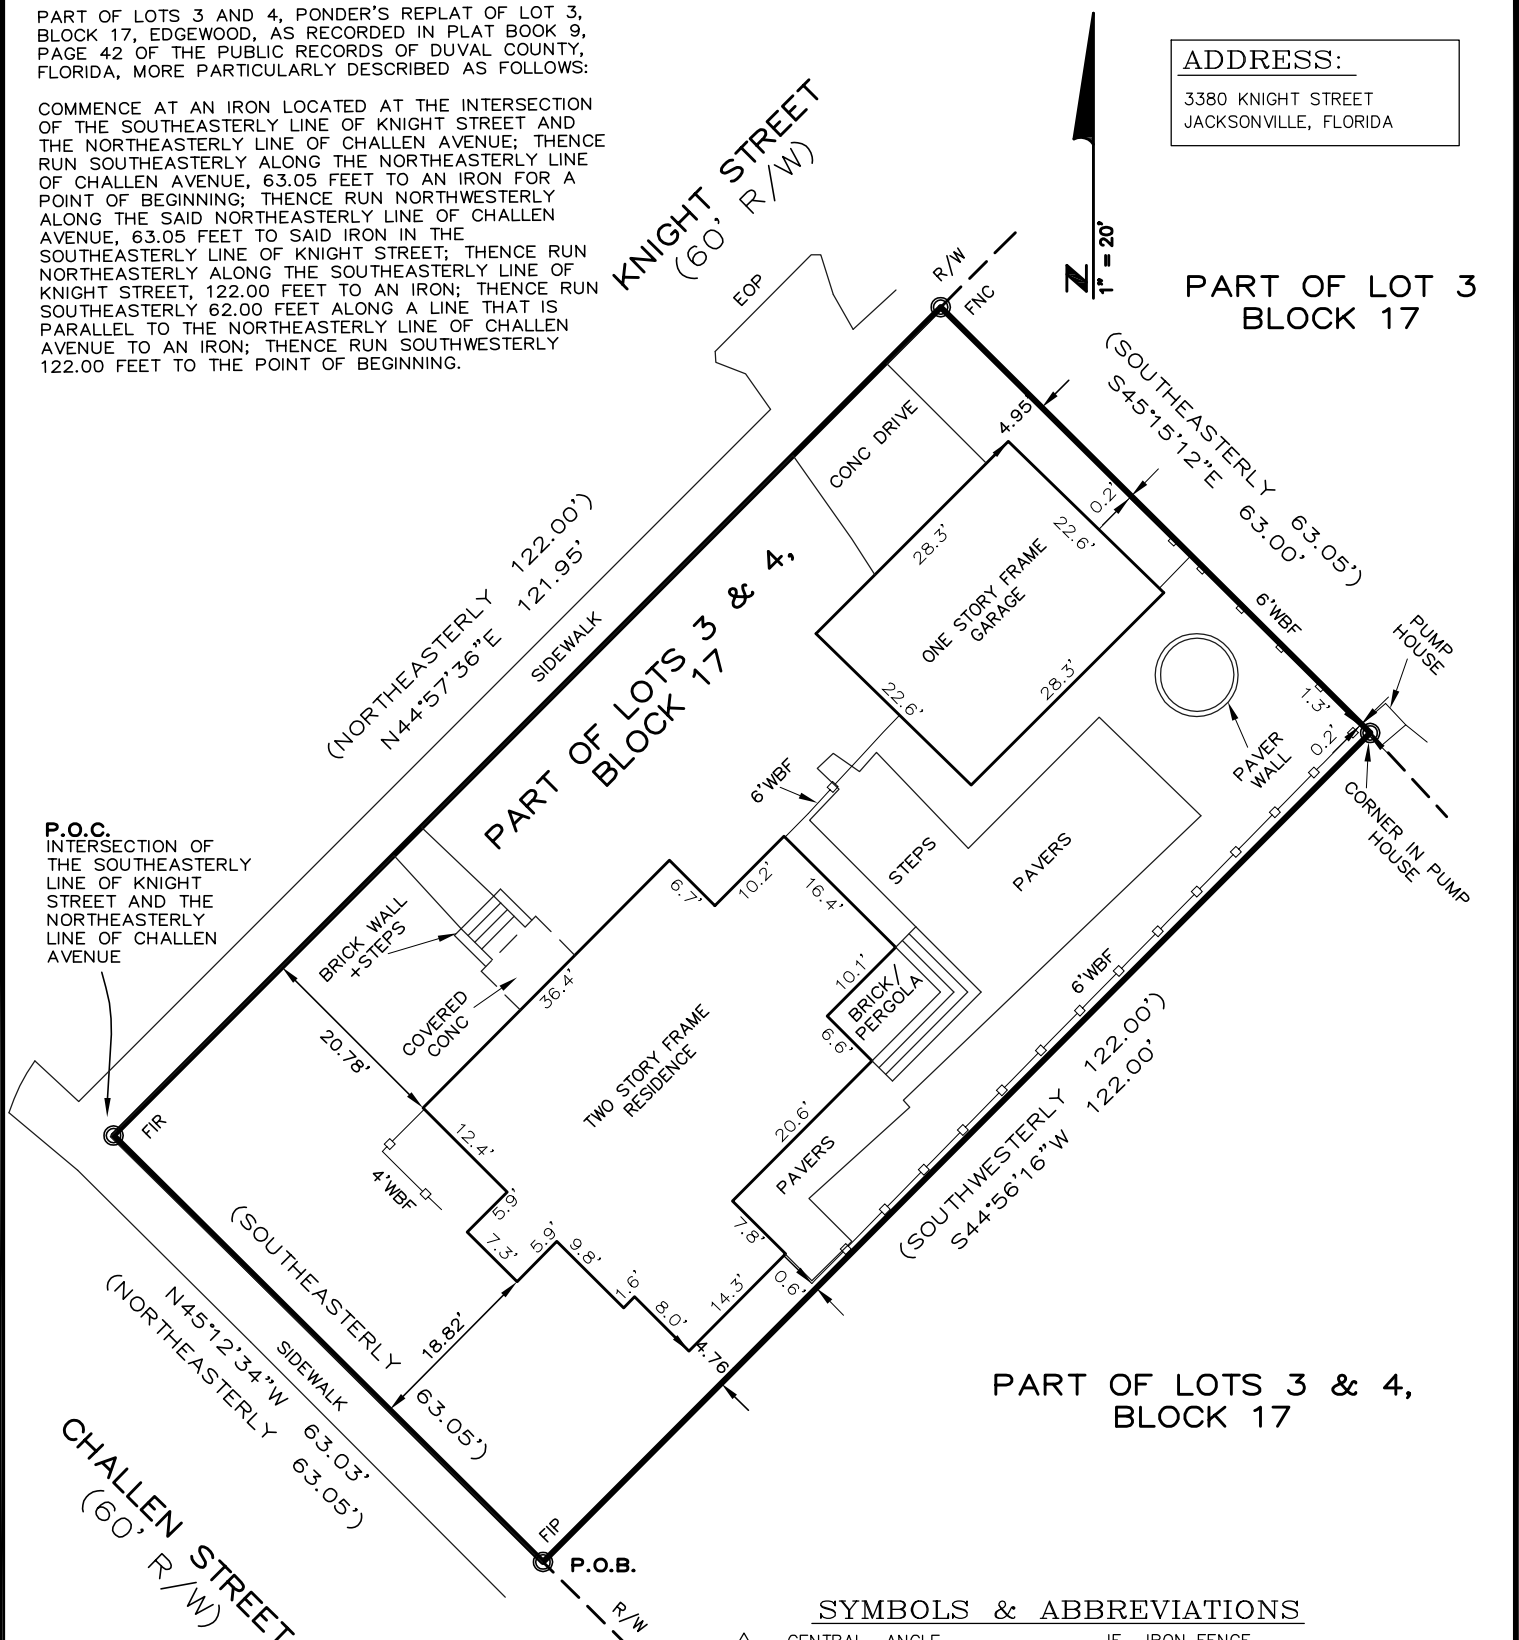 PART OF LOTS 3 AND 4, PONDER'S REPLAT OF LOT 3,
BLOCK 17, EDGEWOOD, AS RECORDED IN PLAT BOOK 9,
PAGE 42 OF THE PUBLIC RECORDS OF DUVAL COUNTY,
FLORIDA, MORE PARTICULARLY DESCRIBED AS FOLLOWS:
COMMENCE AT AN IRON LOCATED AT THE INTERSECTION
OF THE SOUTHEASTERLY LINE OF KNIGHT STREET AND
THE NORTHEASTERLY LINE OF CHALLEN AVENUE; THENCE
RUN SOUTHEASTERLY ALONG THE NORTHEASTERLY LINE
OF CHALLEN AVENUE, 63.05 FEET TO AN IRON FOR A
POINT OF BEGINNING; THENCE RUN NORTHWESTERLY
ALONG THE SAID NORTHEASTERLY LINE OF CHALLEN
AVENUE, 63.05 FEET TO SAID IRON IN THE
SOUTHEASTERLY LINE OF KNIGHT STREET; THENCE RUN
NORTHEASTERLY ALONG THE SOUTHEASTERLY LINE OF
KNIGHT STREET, 122.00 FEET TO AN IRON; THENCE RUN
SOUTHEASTERLY 62.00 FEET ALONG A LINE THAT IS
PARALLEL TO THE NORTHEASTERLY LINE OF CHALLEN
AVENUE TO AN IRON; THENCE RUN SOUTHWESTERLY
122.00 FEET TO THE POINT OF BEGINNING.
ADDRESS:
3380 KNIGHT STREET
JACKSONVILLE, FLORIDA
KNIGHT STREET
(60' R/W)
N
1" = 20'
PART OF LOT 3
BLOCK 17
EOP
R/W
FNC
(SOUTHEASTERLY 63.05')
S45°15'12"E 63.00'
4.95
CONC DRIVE
0.2'
28.3'
22.6'
ONE STORY FRAME
GARAGE
22.6'
28.3'
6'WBF
PUMP
HOUSE
1.3'
0.2'
PAVER
WALL
CORNER IN PUMP
HOUSE
(NORTHEASTERLY 122.00')
N44°57'36"E 121.95'
SIDEWALK
PART OF LOTS 3 & 4,
BLOCK 17
6'WBF
STEPS
PAVERS
P.O.C.
INTERSECTION OF
THE SOUTHEASTERLY
LINE OF KNIGHT
STREET AND THE
NORTHEASTERLY
LINE OF CHALLEN
AVENUE
BRICK WALL
+STEPS
COVERED
CONC
36.4'
6.7'
10.2'
16.4'
10.1'
BRICK/
PERGOLA
6.6'
6'WBF
20.78'
TWO STORY FRAME
RESIDENCE
20.6'
PAVERS
(SOUTHWESTERLY 122.00')
S44°56'16"W 122.00'
FIR
12.4'
4'WBF
5.9'
7.3'
5.9'
9.8'
1.6'
8.0'
14.3'
7.8'
0.6'
4.76
18.82'
(SOUTHEASTERLY 63.05')
N45°12'34"W 63.03'
(NORTHEASTERLY 63.05')
SIDEWALK
CHALLEN STREET
(60' R/W)
FIP
P.O.B.
R/W
PART OF LOTS 3 & 4,
BLOCK 17
SYMBOLS & ABBREVIATIONS
CENTRAL ANGLE
IF IRON FENCE